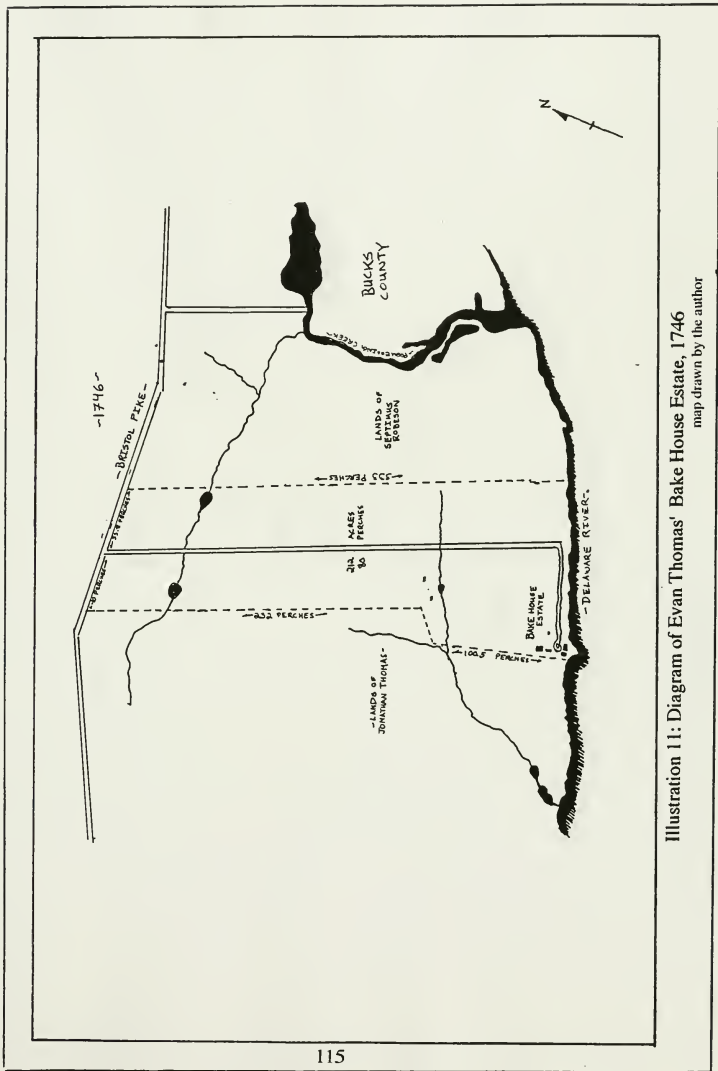 -1746-
-BRISTOL PIKE-
N
BUCKS
COUNTY
LANDS OF
SEPTIMUS
ROBESON
-333 PERCHES-
212 ACRES
80 PERCHES
-232 PERCHES-
-LANDS OF
JONATHAN THOMAS-
-100.5 PERCHES-
BAKE HOUSE
ESTATE
-DELAWARE RIVER-
Illustration 11: Diagram of Evan Thomas' Bake House Estate, 1746
map drawn by the author
115